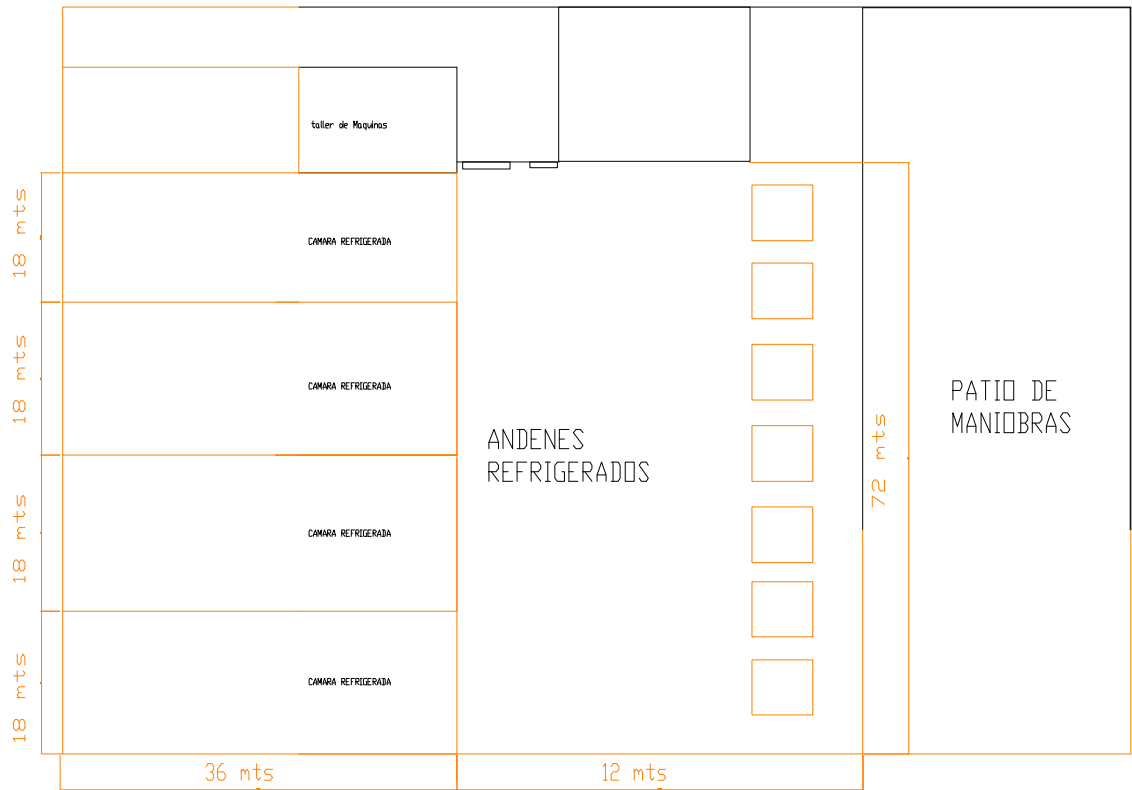 taller de Maquinas
18 mts
CAMARA REFRIGERADA
18 mts
CAMARA REFRIGERADA
PATIO DE
MANIOBRAS
ANDENES
REFRIGERADOS
72 mts
18 mts
CAMARA REFRIGERADA
18 mts
CAMARA REFRIGERADA
36 mts
12 mts